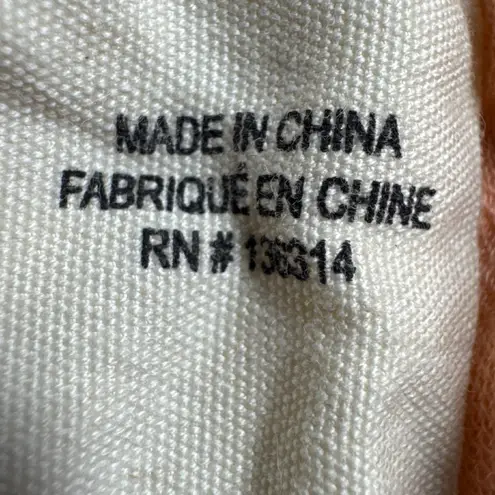 MADE IN CHINA
FABRIQUÉ EN CHINE
RN # 136314